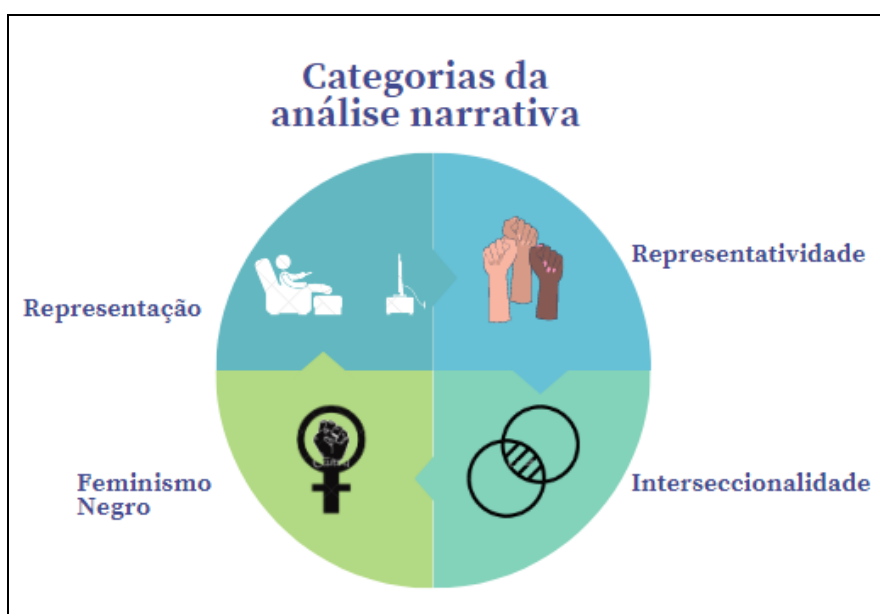 Categorias da
análise narrativa
Representação
Representatividade
Feminismo
Negro
Interseccionalidade